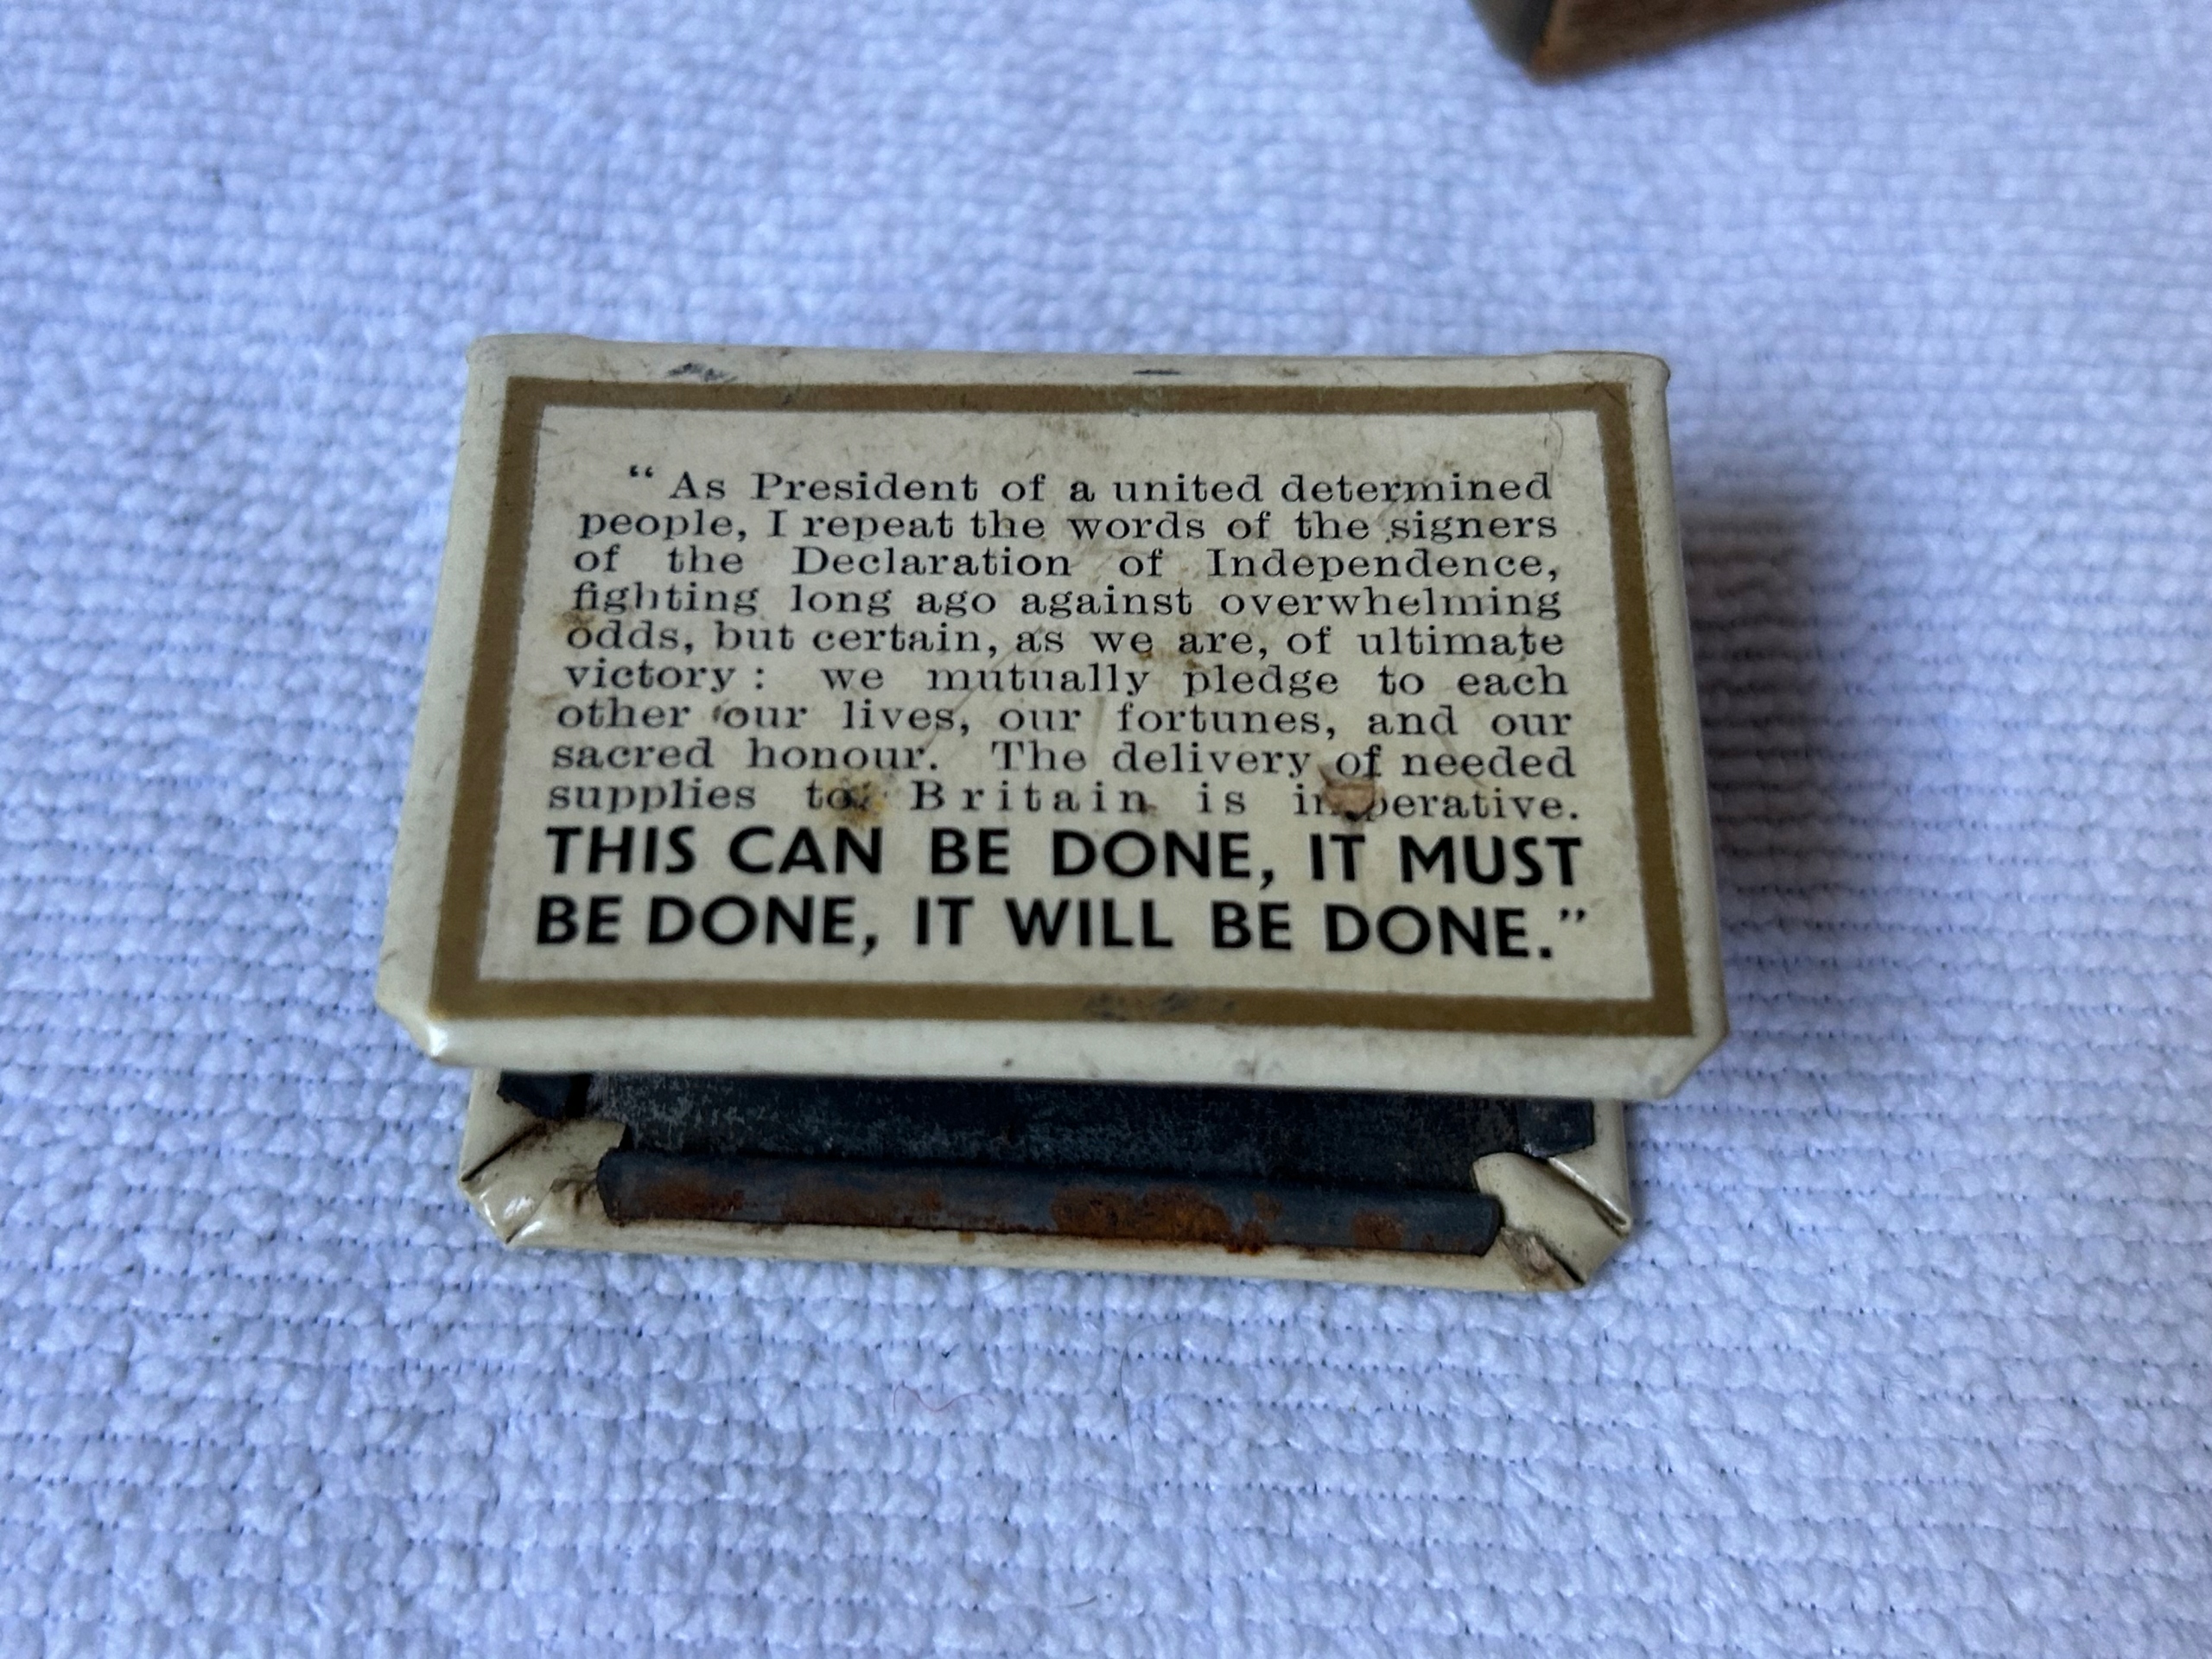 “ As President of a united determined
people, I repeat the words of the signers
of the Declaration of Independence,
fighting long ago against overwhelming
odds, but certain, as we are, of ultimate
victory : we mutually pledge to each
other our lives, our fortunes, and our
sacred honour. The delivery of needed
supplies to Britain is imperative.
THIS CAN BE DONE, IT MUST
BE DONE, IT WILL BE DONE.”